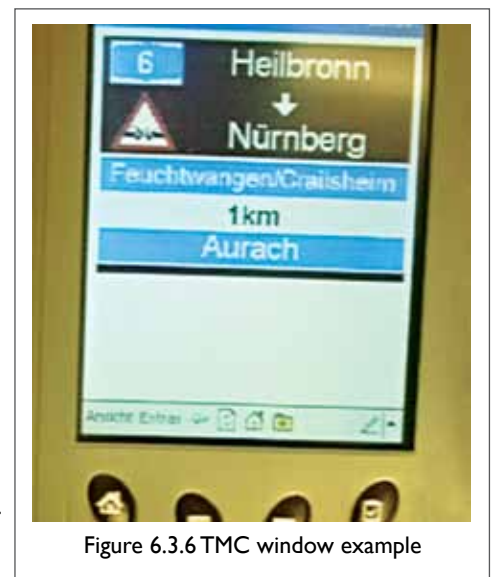 6
Heilbronn
Nürnberg
Feuchtwangen/Crailsheim
1km
Aurach
Ansicht Extras
Figure 6.3.6 TMC window example